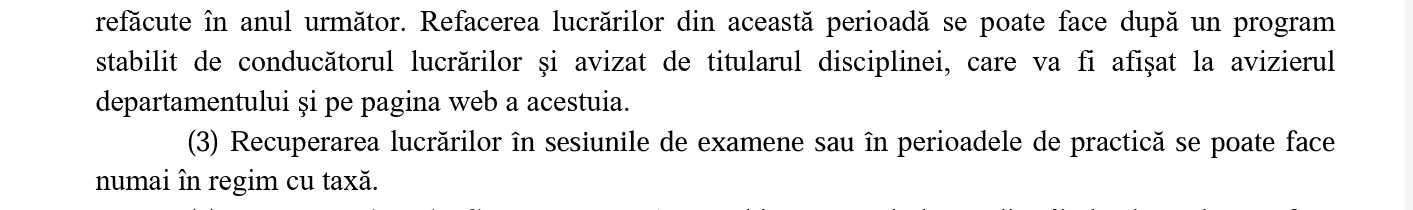 refăcute în anul următor. Refacerea lucrărilor din această perioadă se poate face după un program
stabilit de conducătorul lucrărilor şi avizat de titularul disciplinei, care va fi afişat la avizierul
departamentului şi pe pagina web a acestuia.
(3) Recuperarea lucrărilor în sesiunile de examene sau în perioadele de practică se poate face
numai în regim cu taxă.